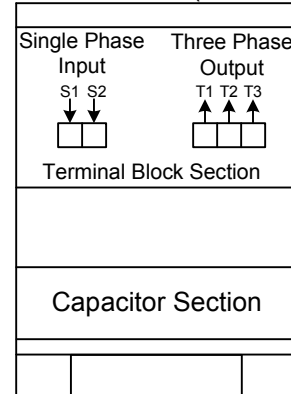 Single Phase Three Phase
Input Output
S1 S2 T1 T2 T3
Terminal Block Section
Capacitor Section